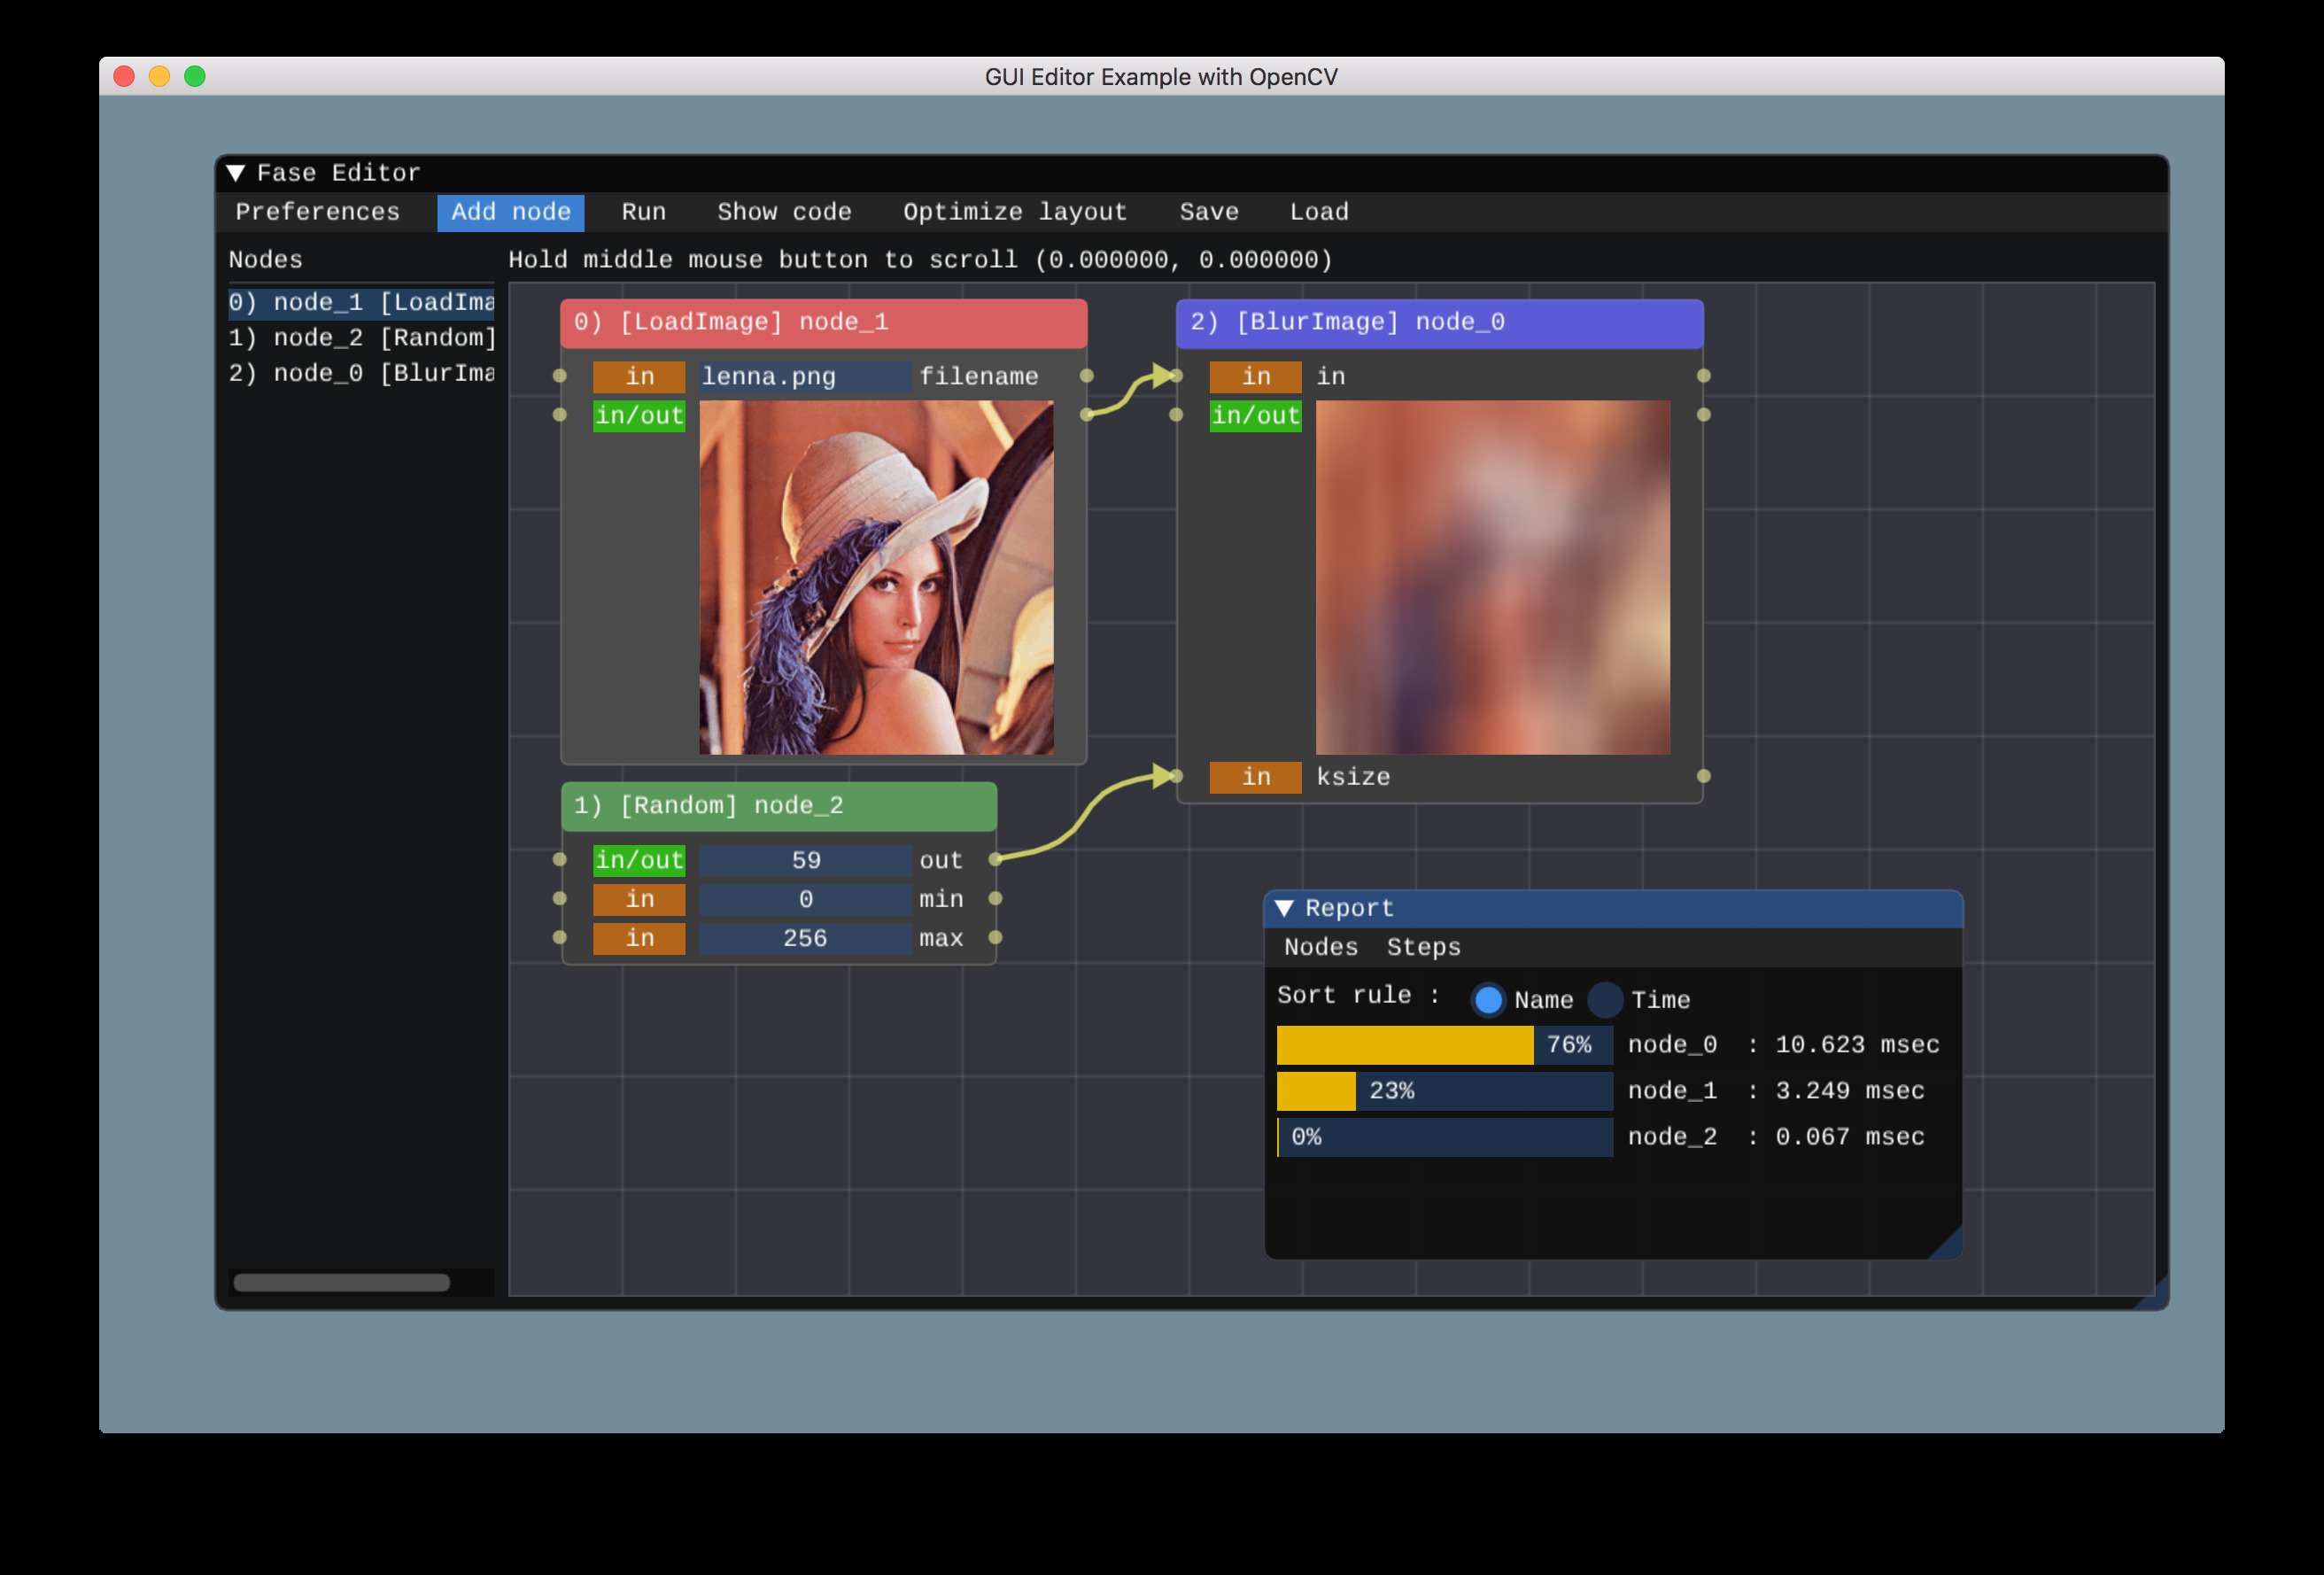 GUI Editor Example with OpenCV
Fase Editor
Preferences Add node Run Show code Optimize layout Save Load
Nodes
0) node_1 [LoadIma
1) node_2 [Random]
2) node_0 [BlurIma
Hold middle mouse button to scroll (0.000000, 0.000000)
0) [LoadImage] node_1
in lenna.png filename
in/out
2) [BlurImage] node_0
in in
in/out
in ksize
1) [Random] node_2
in/out 59 out
in 0 min
in 256 max
Report
Nodes Steps
Sort rule : Name Time
76% node_0 : 10.623 msec
23% node_1 : 3.249 msec
0% node_2 : 0.067 msec